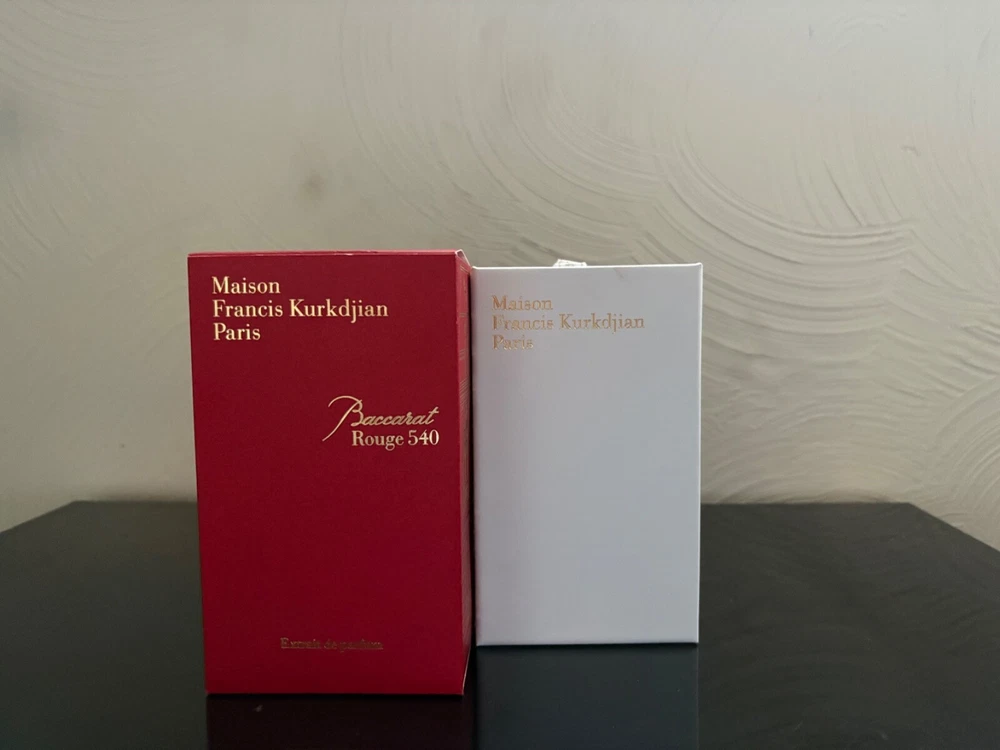 Maison
Francis Kurkdjian
Paris
Baccarat
Rouge 540
Extrait de parfum
Maison
Francis Kurkdjian
Paris